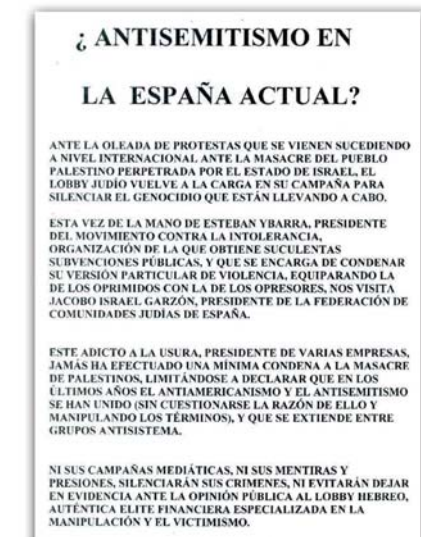 ¿ ANTISEMITISMO EN
LA ESPAÑA ACTUAL?
ANTE LA OLEADA DE PROTESTAS QUE SE VIENEN SUCEDIENDO
A NIVEL INTERNACIONAL ANTE LA MASACRE DEL PUEBLO
PALESTINO PERPETRADA POR EL ESTADO DE ISRAEL, EL
LOBBY JUDÍO VUELVE A LA CARGA EN SU CAMPAÑA PARA
SILENCIAR EL GENOCIDIO QUE ESTÁN LLEVANDO A CABO.
ESTA VEZ DE LA MANO DE ESTEBAN YBARRA, PRESIDENTE
DEL MOVIMIENTO CONTRA LA INTOLERANCIA,
ORGANIZACIÓN DE LA QUE OBTIENE SUCULENTAS
SUBVENCIONES PÚBLICAS, Y QUE SE ENCARGA DE CONDENAR
SU VERSIÓN PARTICULAR DE VIOLENCIA, EQUIPARANDO LA
DE LOS OPRIMIDOS CON LA DE LOS OPRESORES, NOS VISITA
JACOBO ISRAEL GARZÓN, PRESIDENTE DE LA FEDERACIÓN DE
COMUNIDADES JUDÍAS DE ESPAÑA.
ESTE ADICTO A LA USURA, PRESIDENTE DE VARIAS EMPRESAS,
JAMÁS HA EFECTUADO UNA MÍNIMA CONDENA A LA MASACRE
DE PALESTINOS, LIMITÁNDOSE A DECLARAR QUE EN LOS
ÚLTIMOS AÑOS EL ANTIAMERICANISMO Y EL ANTISEMITISMO
SE HAN UNIDO (SIN CUESTIONARSE LA RAZÓN DE ELLO Y
MANIPULANDO LOS TÉRMINOS), Y QUE SE EXTIENDE ENTRE
GRUPOS ANTISISTEMA.
NI SUS CAMPAÑAS MEDIÁTICAS, NI SUS MENTIRAS Y
PRESIONES, SILENCIARÁN SUS CRIMENES, NI EVITARÁN DEJAR
EN EVIDENCIA ANTE LA OPINIÓN PÚBLICA AL LOBBY HEBREO,
AUTÉNTICA ELITE FINANCIERA ESPECIALIZADA EN LA
MANIPULACIÓN Y EL VICTIMISMO.